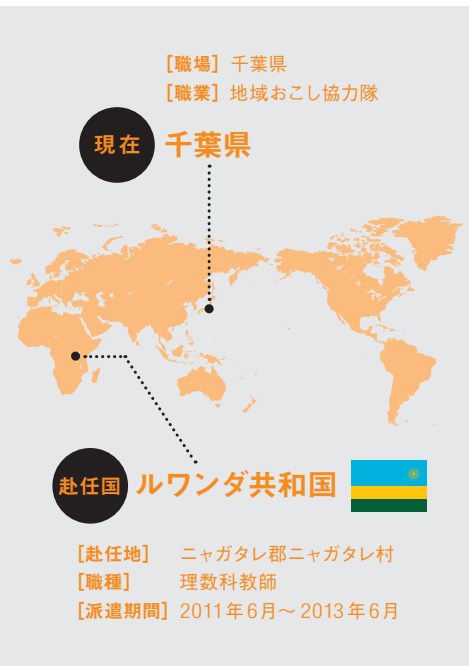 [職場] 千葉県
[職業] 地域おこし協力隊
現在 千葉県
赴任国 ルワンダ共和国
[赴任地] ニャガタレ郡ニャガタレ村
[職種] 理数科教師
[派遣期間] 2011年6月〜2013年6月